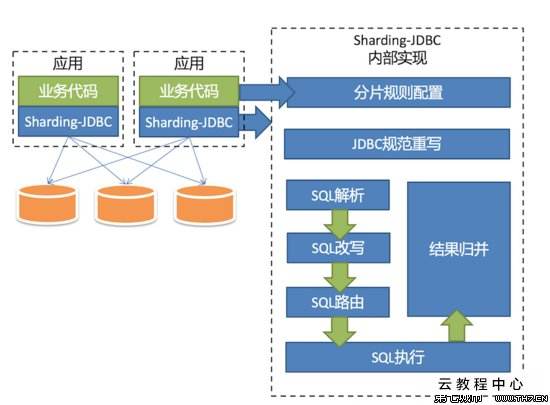 Sharding-JDBC
内部实现
应用
应用
业务代码
业务代码
Sharding-JDBC
Sharding-JDBC
分片规则配置
JDBC规范重写
SQL解析
SQL改写
SQL路由
结果归并
SQL执行
云教程中心